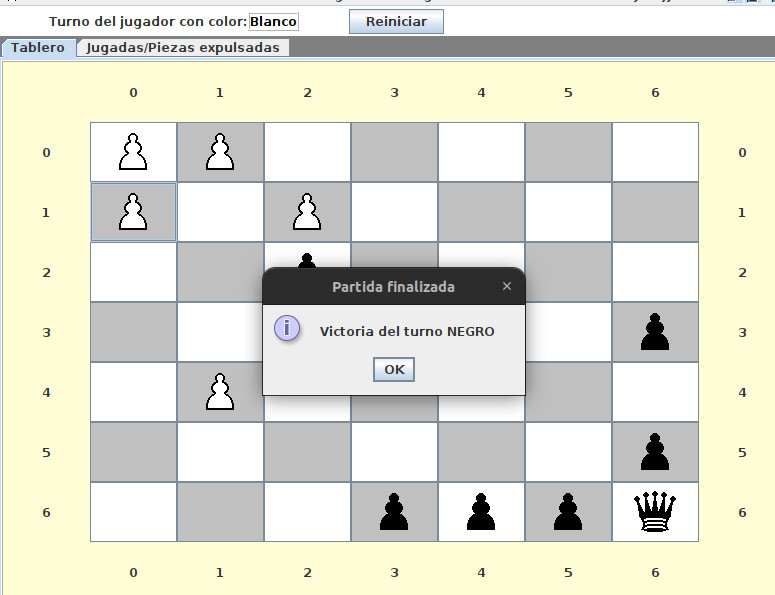 Turno del jugador con color: Blanco Reiniciar
Tablero Jugadas/Piezas expulsadas
0 1 2 3 4 5 6
0 0
1 1
2 2
Partida finalizada ×
3 i Victoria del turno NEGRO 3
OK
4 4
5 5
6 6
0 1 2 3 4 5 6